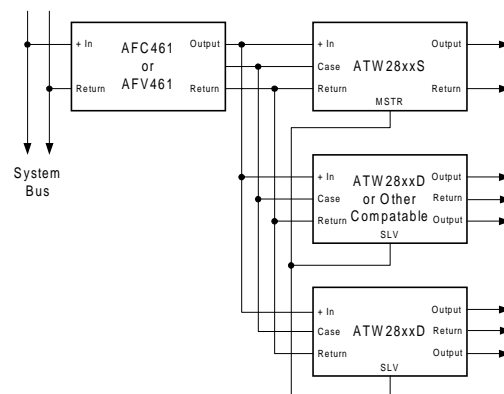 + In
AFC461
or
AFV461
Output
Return
Return
System
Bus
+ In
Case
Return
ATW28xxS
MSTR
Output
Return
+ In
Case
Return
ATW28xxD
or Other
Compatable
SLV
Output
Return
Output
+ In
Case
Return
ATW28xxD
SLV
Output
Return
Output